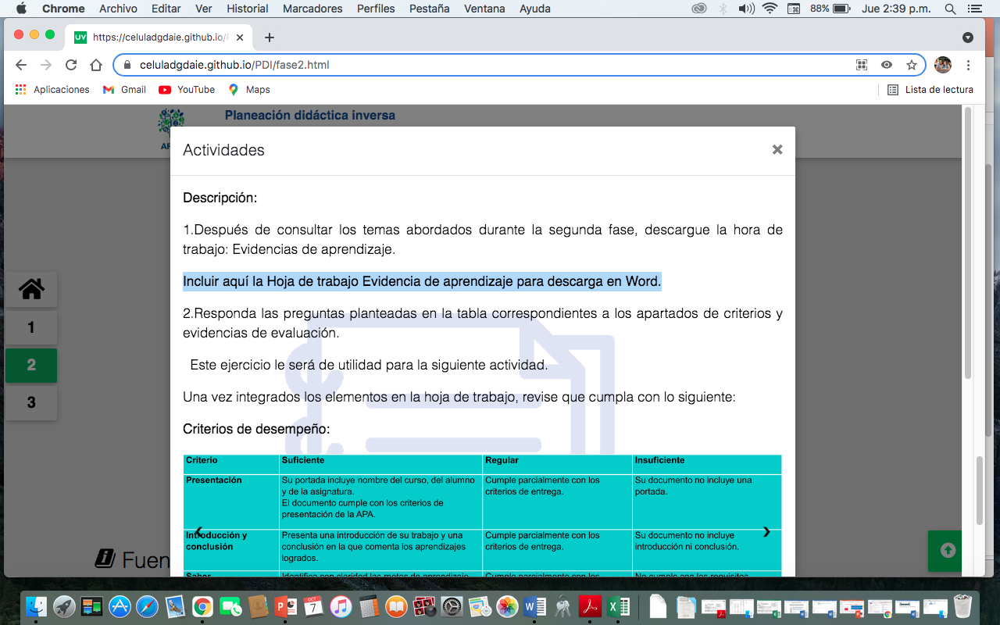 Chrome Archivo Editar Ver Historial Marcadores Perfiles Pestaña Ventana Ayuda 88% Jue 2:39 p.m.
UV https://celuladgdaie.github.io/
celuladgdaie.github.io/PDI/fase2.html
Aplicaciones Gmail YouTube Maps Lista de lectura
Planeación didáctica inversa
Actividades ×
Descripción:
1.Después de consultar los temas abordados durante la segunda fase, descargue la hora de
trabajo: Evidencias de aprendizaje.
Incluir aquí la Hoja de trabajo Evidencia de aprendizaje para descarga en Word.
2.Responda las preguntas planteadas en la tabla correspondientes a los apartados de criterios y
evidencias de evaluación.
Este ejercicio le será de utilidad para la siguiente actividad.
Una vez integrados los elementos en la hoja de trabajo, revise que cumpla con lo siguiente:
Criterios de desempeño:
Criterio Suficiente Regular Insuficiente
Presentación Su portada incluye nombre del curso, del alumno
y de la asignatura.
El documento cumple con los criterios de
presentación de la APA.
Cumple parcialmente con los
criterios de entrega.
Su documento no incluye una
portada.
Introducción y
conclusión
Presenta una introducción de su trabajo y una
conclusión en la que comenta los aprendizajes
logrados.
Cumple parcialmente con los
criterios de entrega.
Su documento no incluye
introducción ni conclusión.
Saber Identifica con claridad las metas de aprendizaje Cumple parcialmente con los No cumple con los requisitos
1
2
3
Fuen
OCT
7